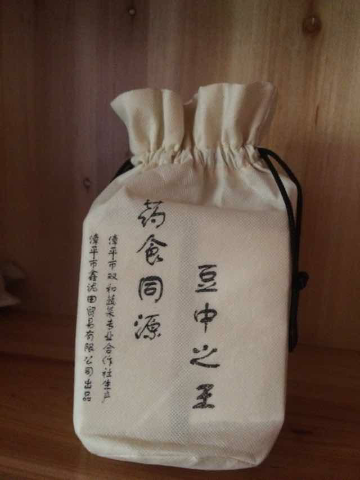 豆中之王
药食同源
漳平市双和蔬菜专业合作社生产
漳平市鑫诚田贸易有限公司出品